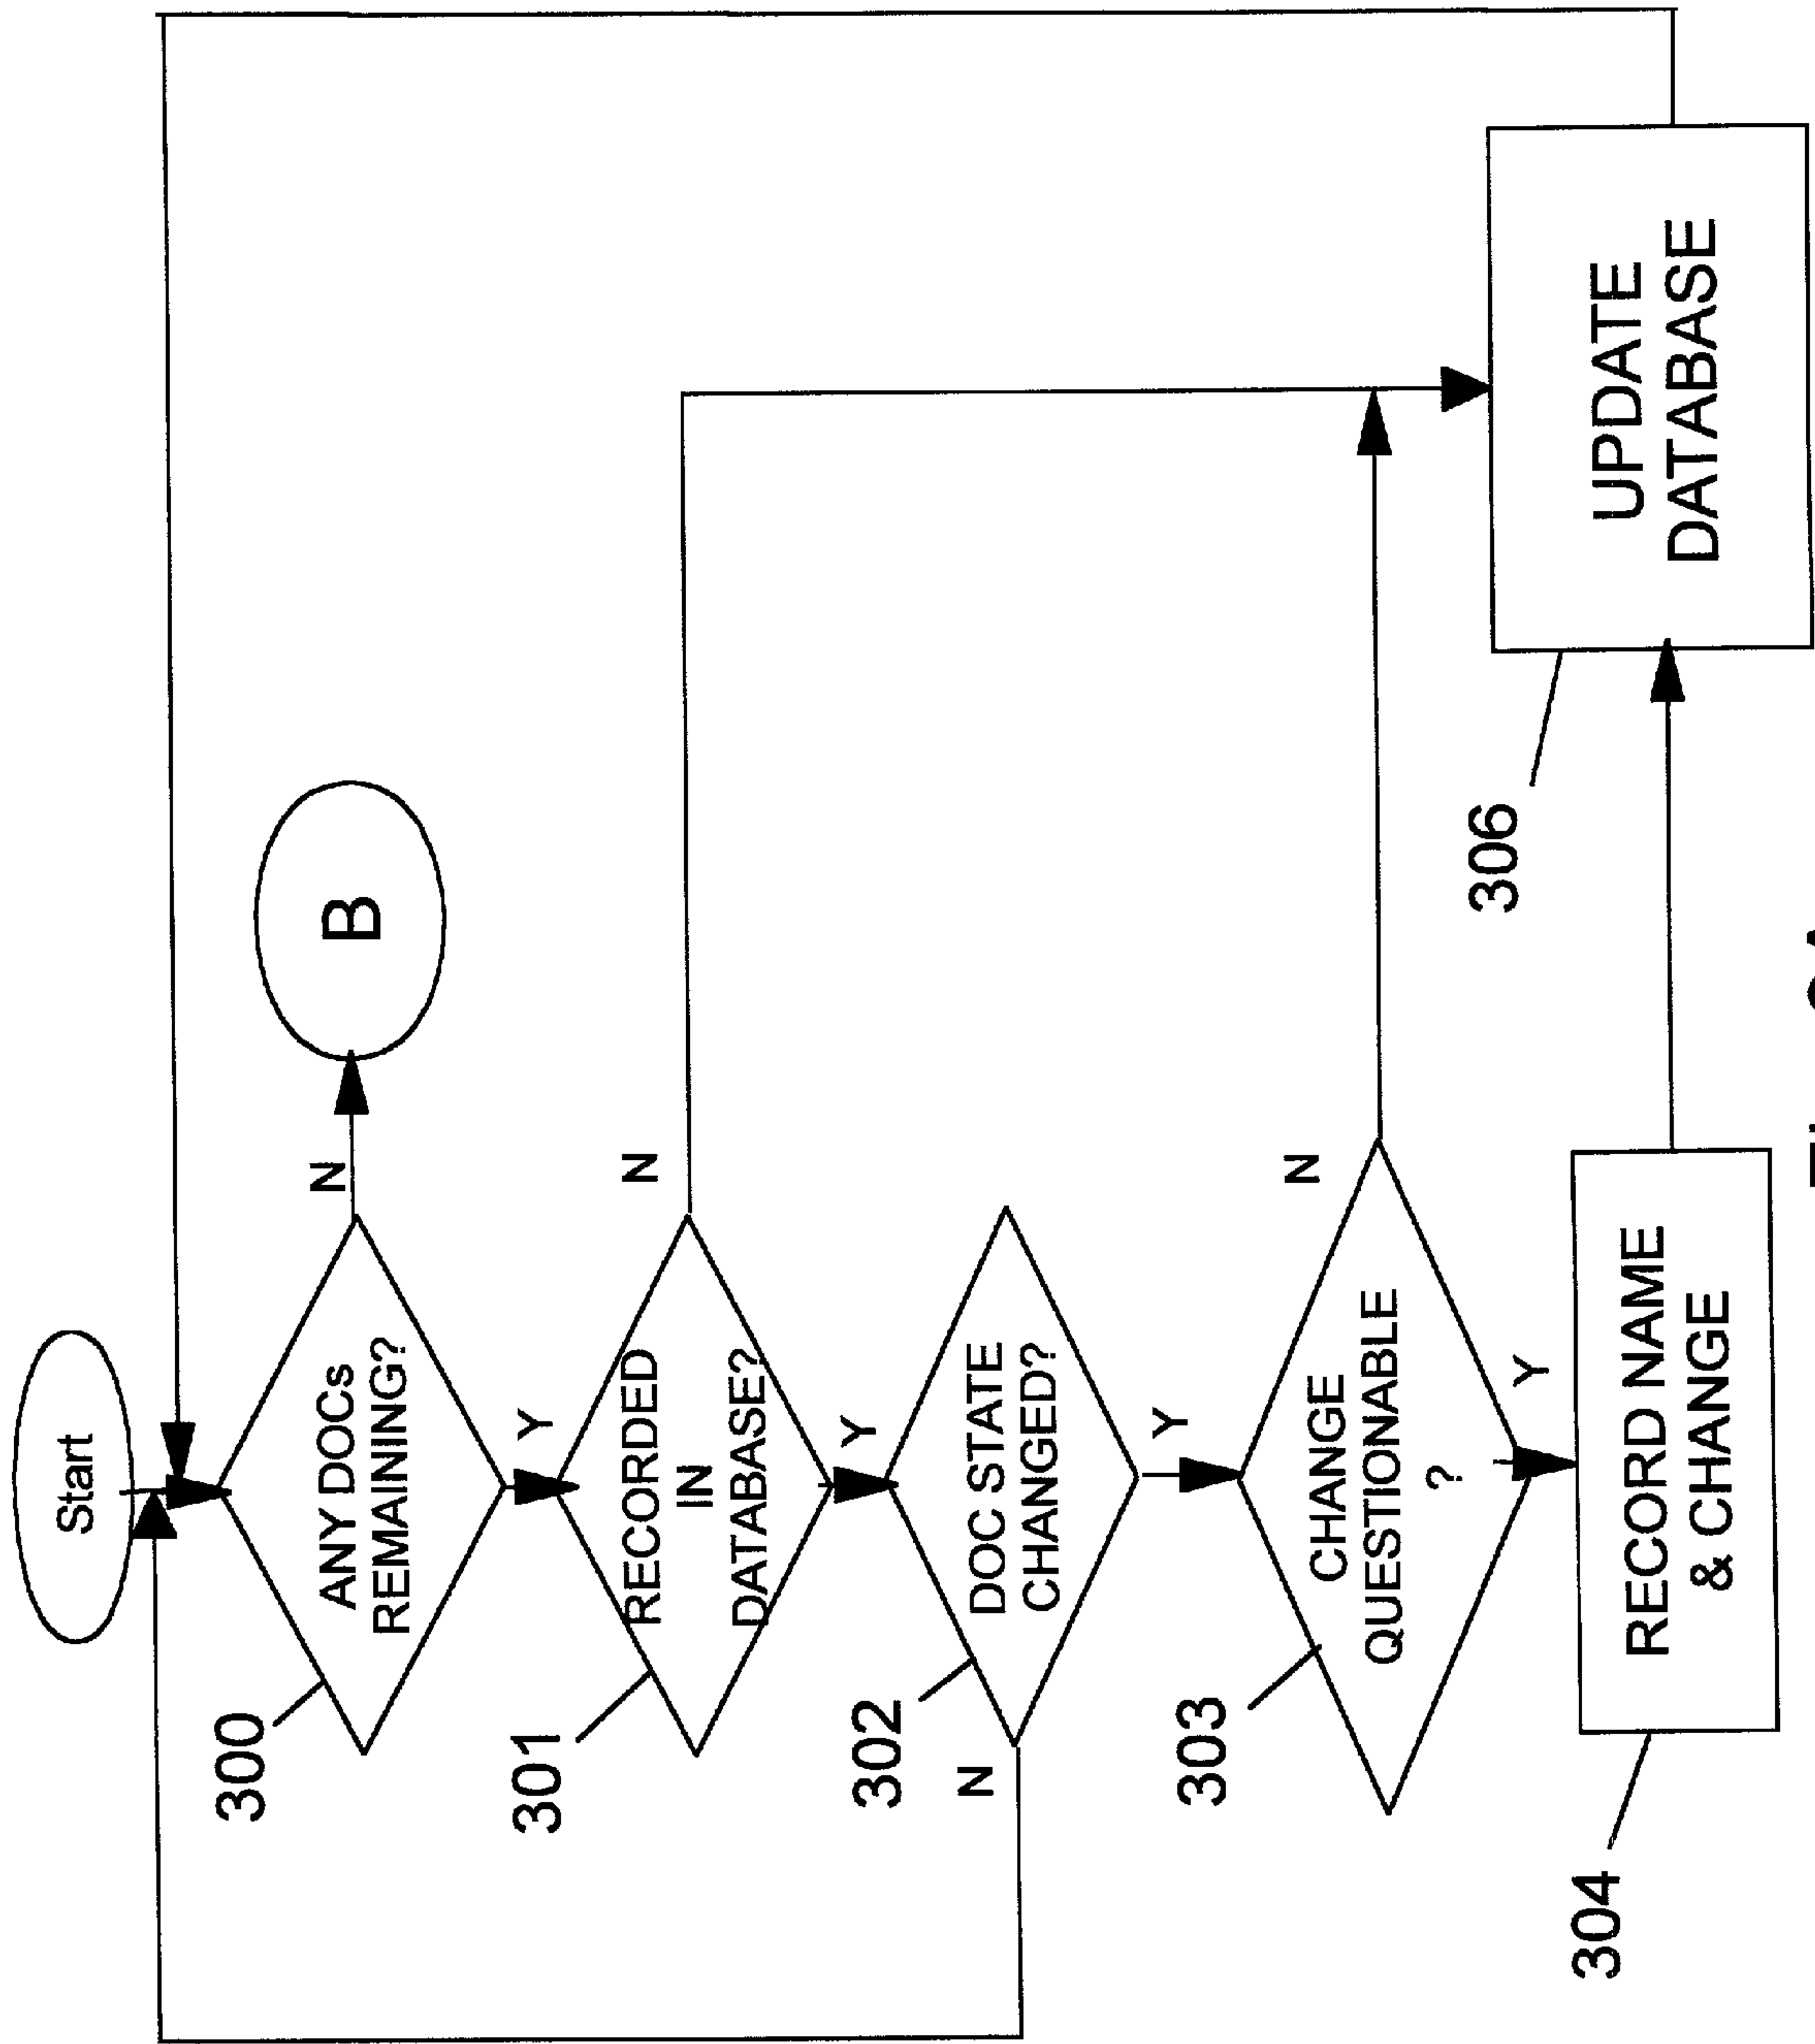 Start
300
ANY DOCs
REMAINING?
N
B
Y
301
RECORDED
IN
DATABASE?
N
Y
302
DOC STATE
CHANGED?
N
Y
303
CHANGE
QUESTIONABLE
?
N
Y
304
RECORD NAME
& CHANGE
306
UPDATE
DATABASE